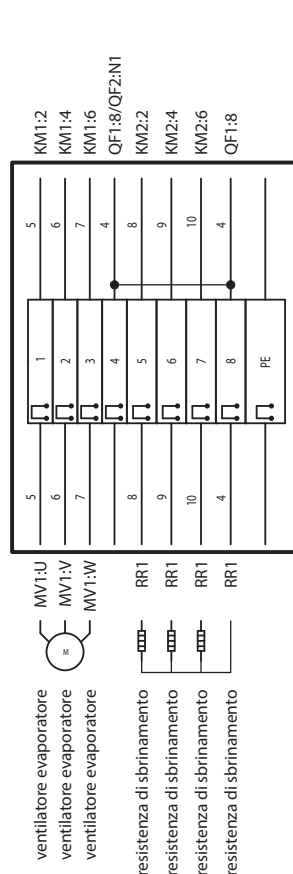 ventilatore evaporatore MV1:U 5 1 5 KM1:2
ventilatore evaporatore M MV1:V 6 2 6 KM1:4
ventilatore evaporatore MV1:W 7 3 7 KM1:6
4 4 QF1:8/QF2:N1
resistenza di sbrinamento RR1 8 5 8 KM2:2
resistenza di sbrinamento RR1 9 6 9 KM2:4
resistenza di sbrinamento RR1 10 7 10 KM2:6
resistenza di sbrinamento RR1 4 8 4 QF1:8
PE